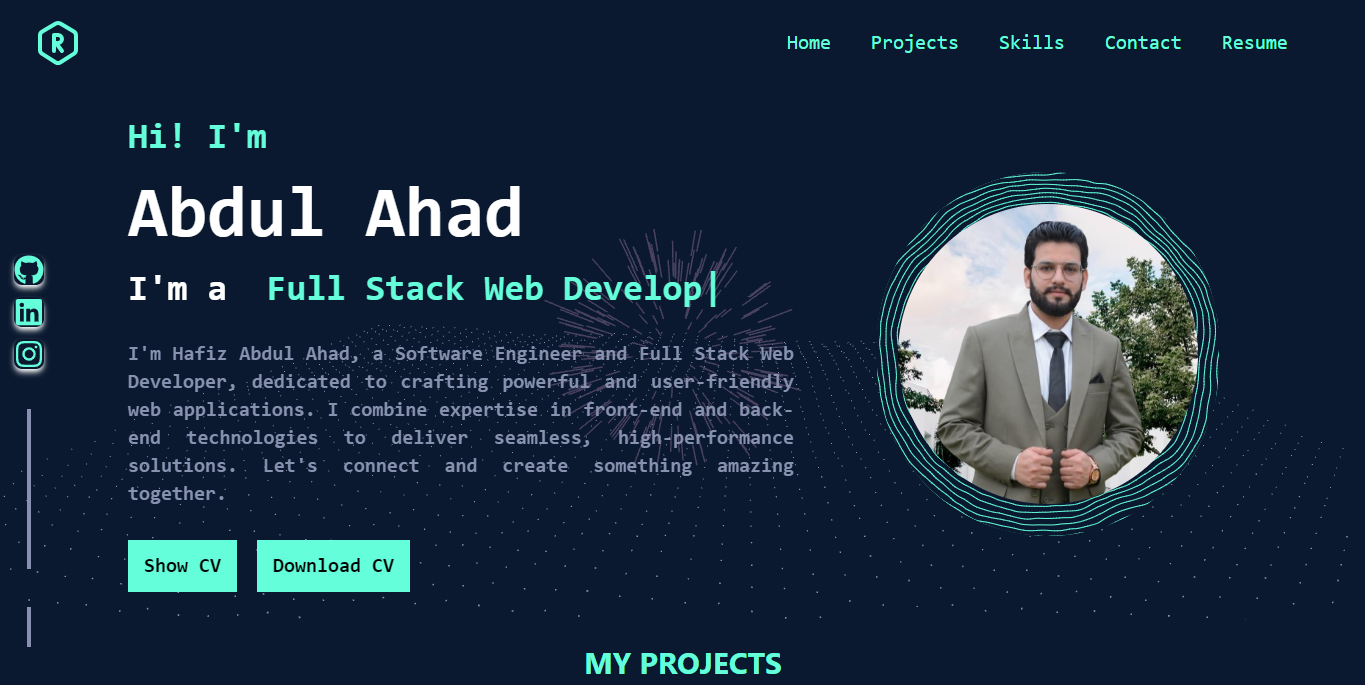 R
Home Projects Skills Contact Resume
Hi! I'm
Abdul Ahad
I'm a Full Stack Web Develop|
in
I'm Hafiz Abdul Ahad, a Software Engineer and Full Stack Web
Developer, dedicated to crafting powerful and user-friendly
web applications. I combine expertise in front-end and back-
end technologies to deliver seamless, high-performance
solutions. Let's connect and create something amazing
together.
Show CV Download CV
MY PROJECTS